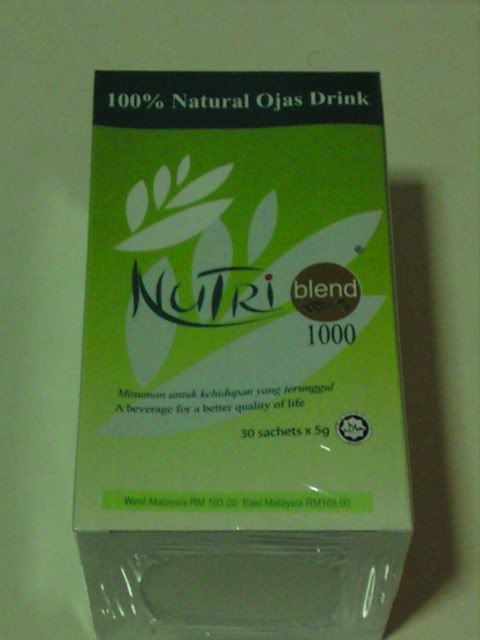 100% Natural Ojas Drink
NuTRi blend®
1000
Minuman untuk kehidupan yang terunggul
A beverage for a better quality of life
30 sachets x 5g
West Malaysia RM 103.00 East Malaysia RM108.00